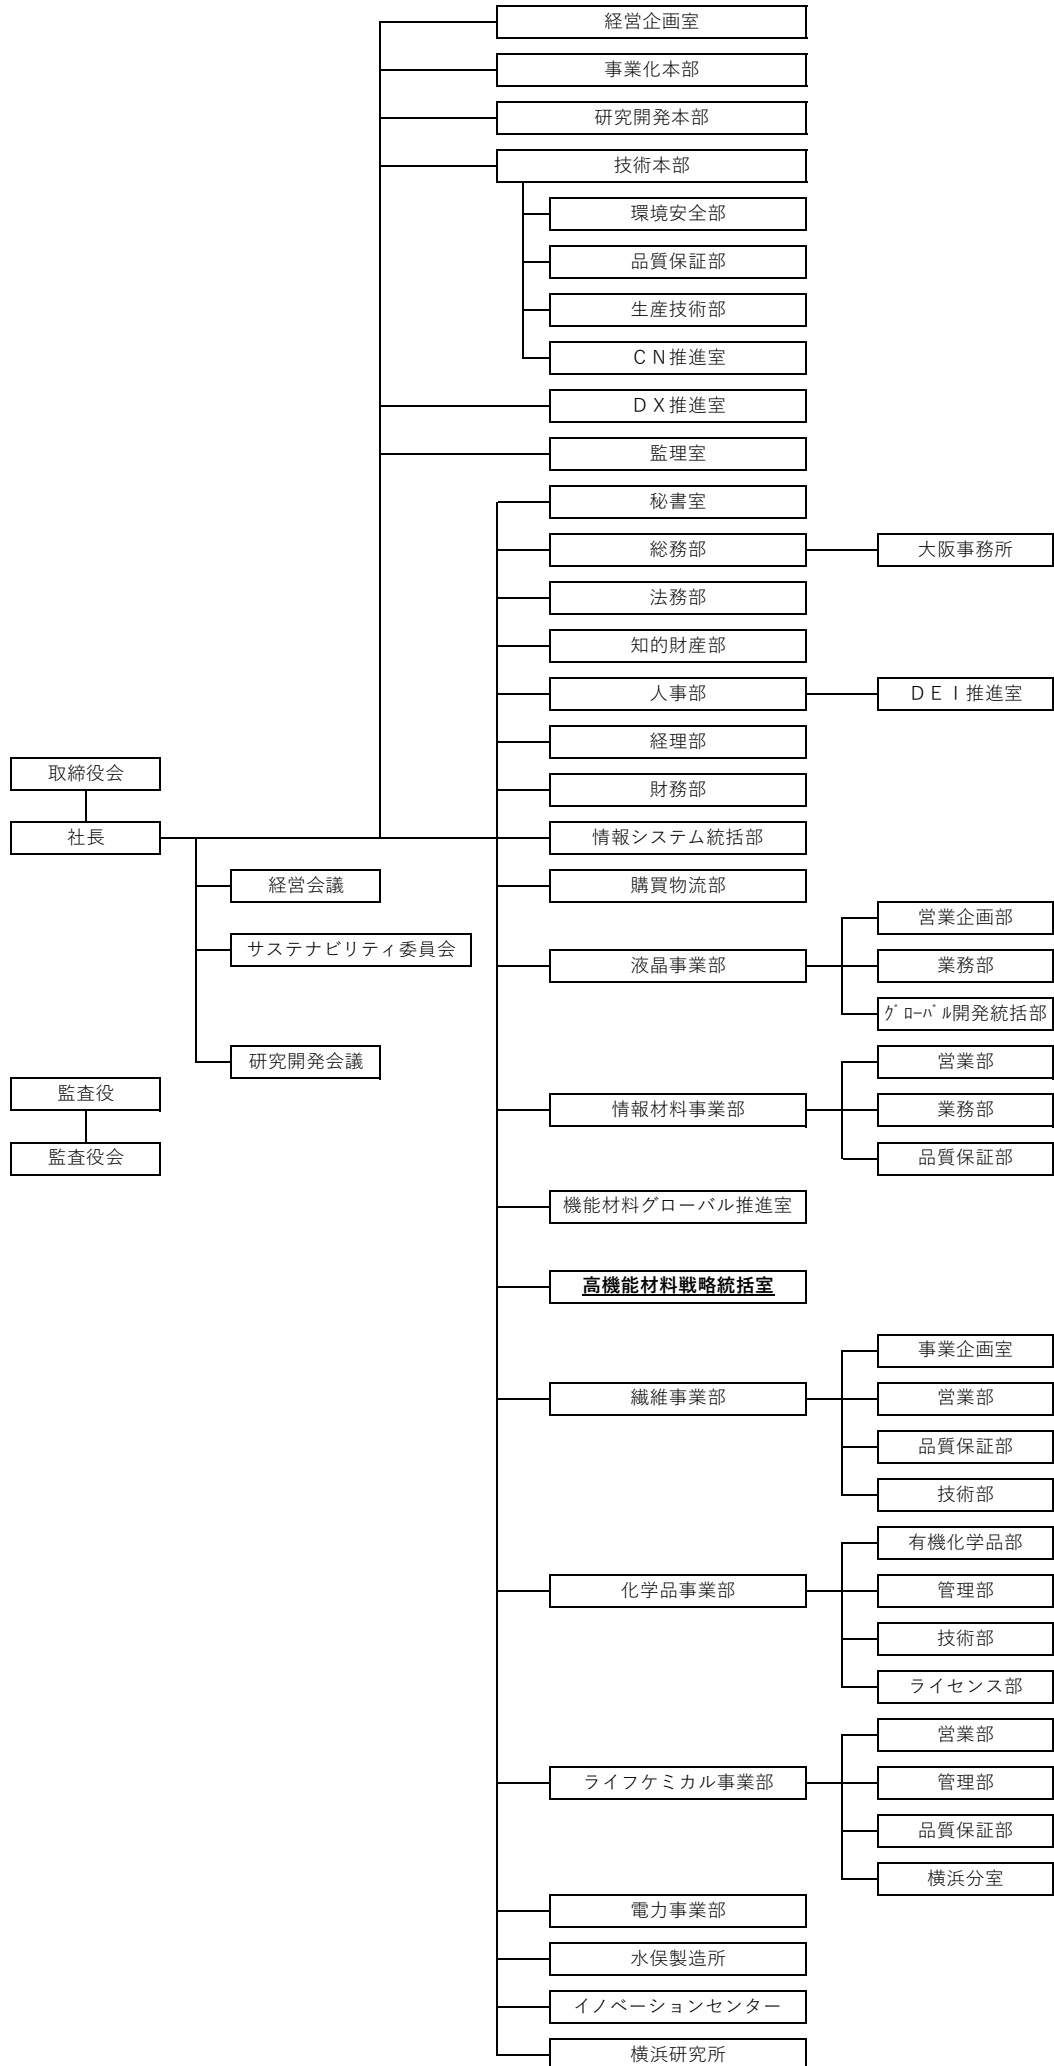 経営企画室
事業化本部
研究開発本部
技術本部
環境安全部
品質保証部
生産技術部
ＣＮ推進室
ＤＸ推進室
監理室
秘書室
総務部
大阪事務所
法務部
知的財産部
人事部
ＤＥＩ推進室
経理部
取締役会
財務部
社長
情報システム統括部
経営会議
購買物流部
サステナビリティ委員会
液晶事業部
営業企画部
業務部
ｸﾞﾛｰﾊﾞﾙ開発統括部
研究開発会議
監査役
監査役会
情報材料事業部
営業部
業務部
品質保証部
機能材料グローバル推進室
高機能材料戦略統括室
繊維事業部
事業企画室
営業部
品質保証部
技術部
化学品事業部
有機化学品部
管理部
技術部
ライセンス部
ライフケミカル事業部
営業部
管理部
品質保証部
横浜分室
電力事業部
水俣製造所
イノベーションセンター
横浜研究所